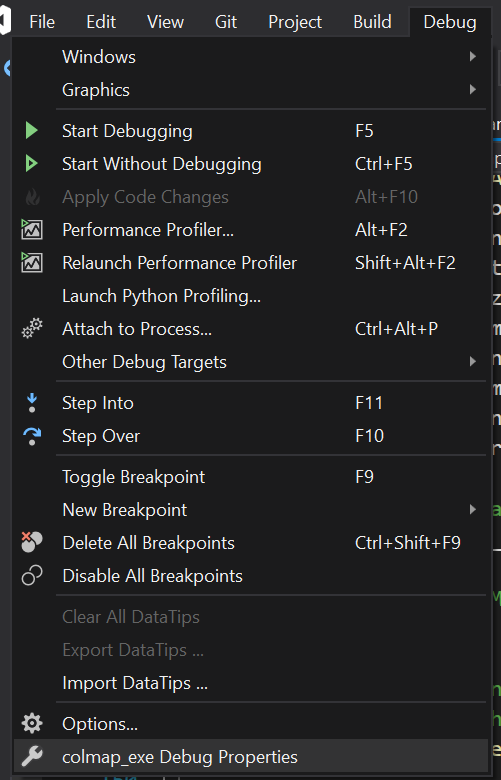 File Edit View Git Project Build Debug
Windows
Graphics
Start Debugging F5
Start Without Debugging Ctrl+F5
Apply Code Changes Alt+F10
Performance Profiler... Alt+F2
Relaunch Performance Profiler Shift+Alt+F2
Launch Python Profiling...
Attach to Process... Ctrl+Alt+P
Other Debug Targets
Step Into F11
Step Over F10
Toggle Breakpoint F9
New Breakpoint
Delete All Breakpoints Ctrl+Shift+F9
Disable All Breakpoints
Clear All DataTips
Export DataTips ...
Import DataTips ...
Options...
colmap_exe Debug Properties